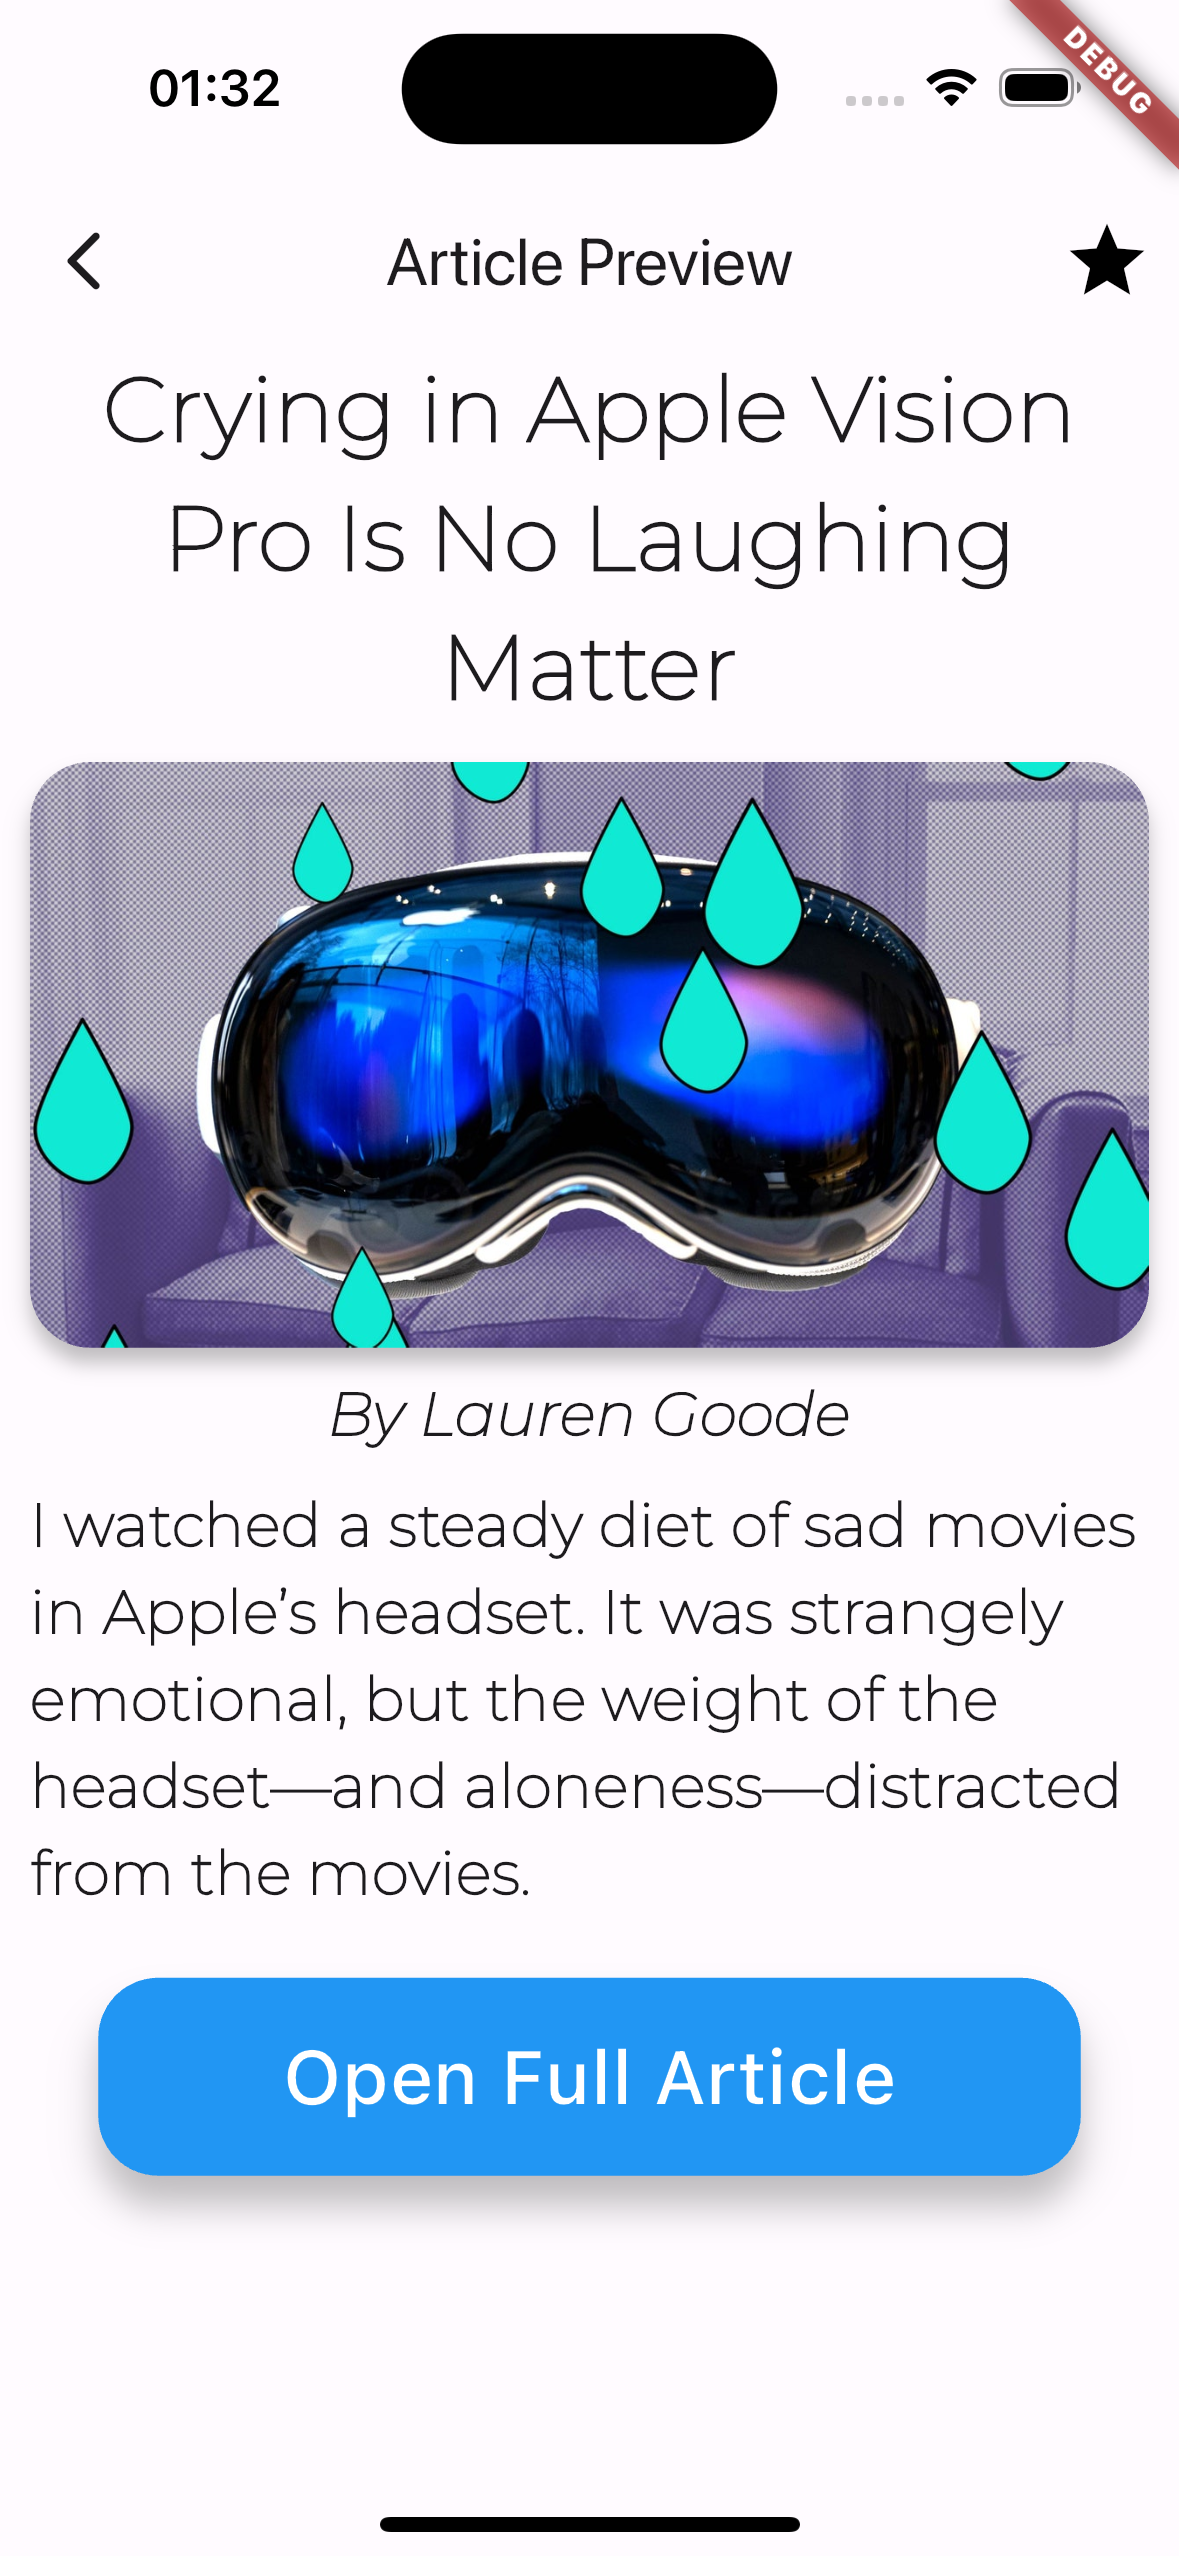 01:32
DEBUG
Article Preview
Crying in Apple Vision
Pro Is No Laughing
Matter
By Lauren Goode
I watched a steady diet of sad movies
in Apple’s headset. It was strangely
emotional, but the weight of the
headset—and aloneness—distracted
from the movies.
Open Full Article